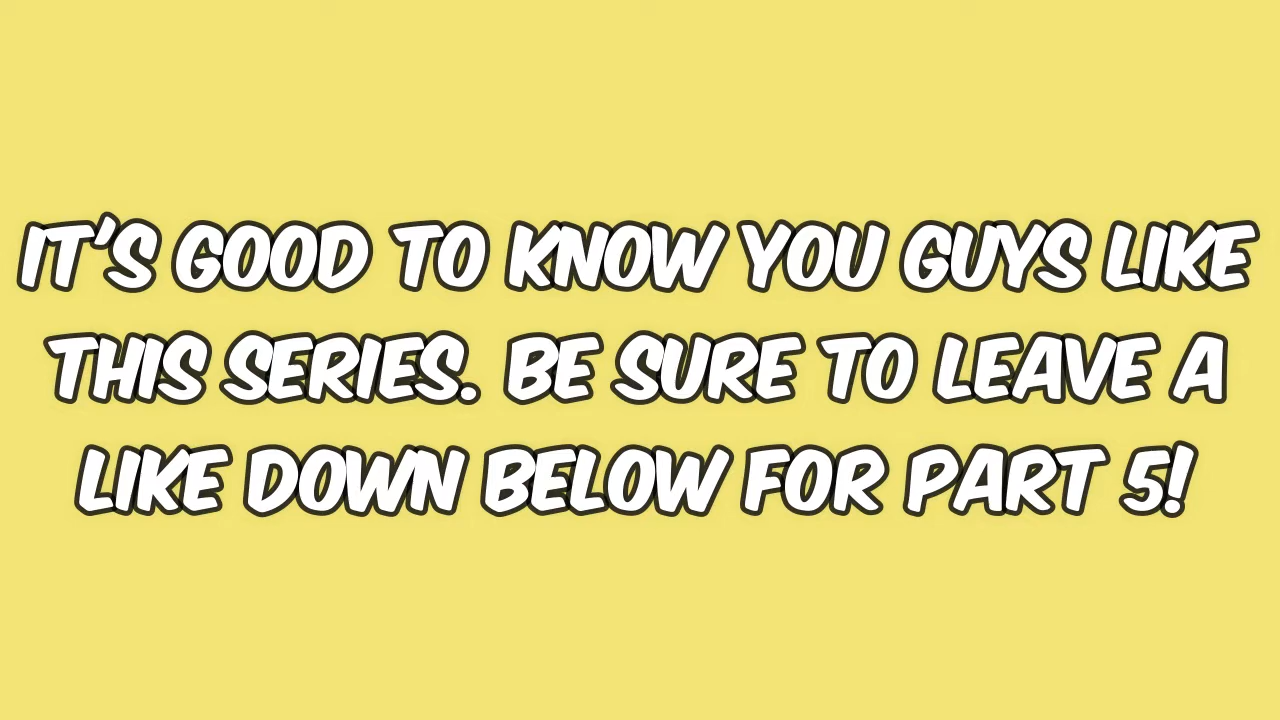 IT'S GOOD TO KNOW YOU GUYS LIKE
THIS SERIES. BE SURE TO LEAVE A
LIKE DOWN BELOW FOR PART 5!